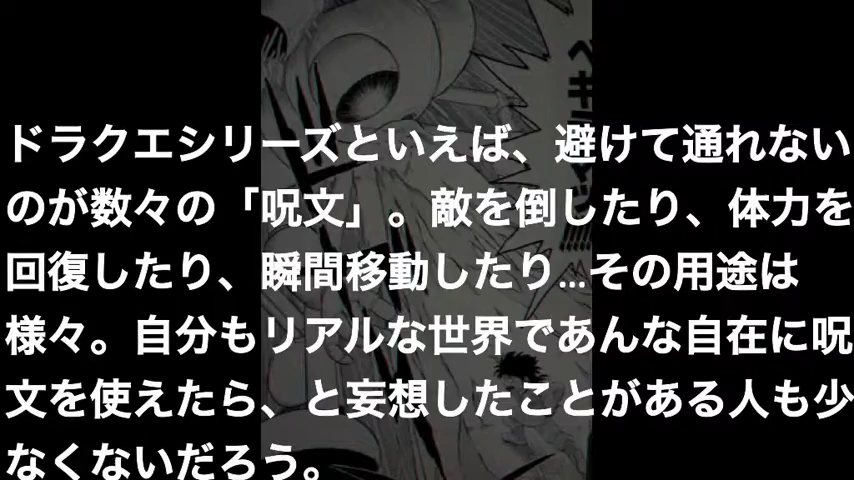 ドラクエシリーズといえば、避けて通れない
のが数々の「呪文」。敵を倒したり、体力を
回復したり、瞬間移動したり…その用途は
様々。自分もリアルな世界であんな自在に呪
文を使えたら、と妄想したことがある人も少
なくないだろう。